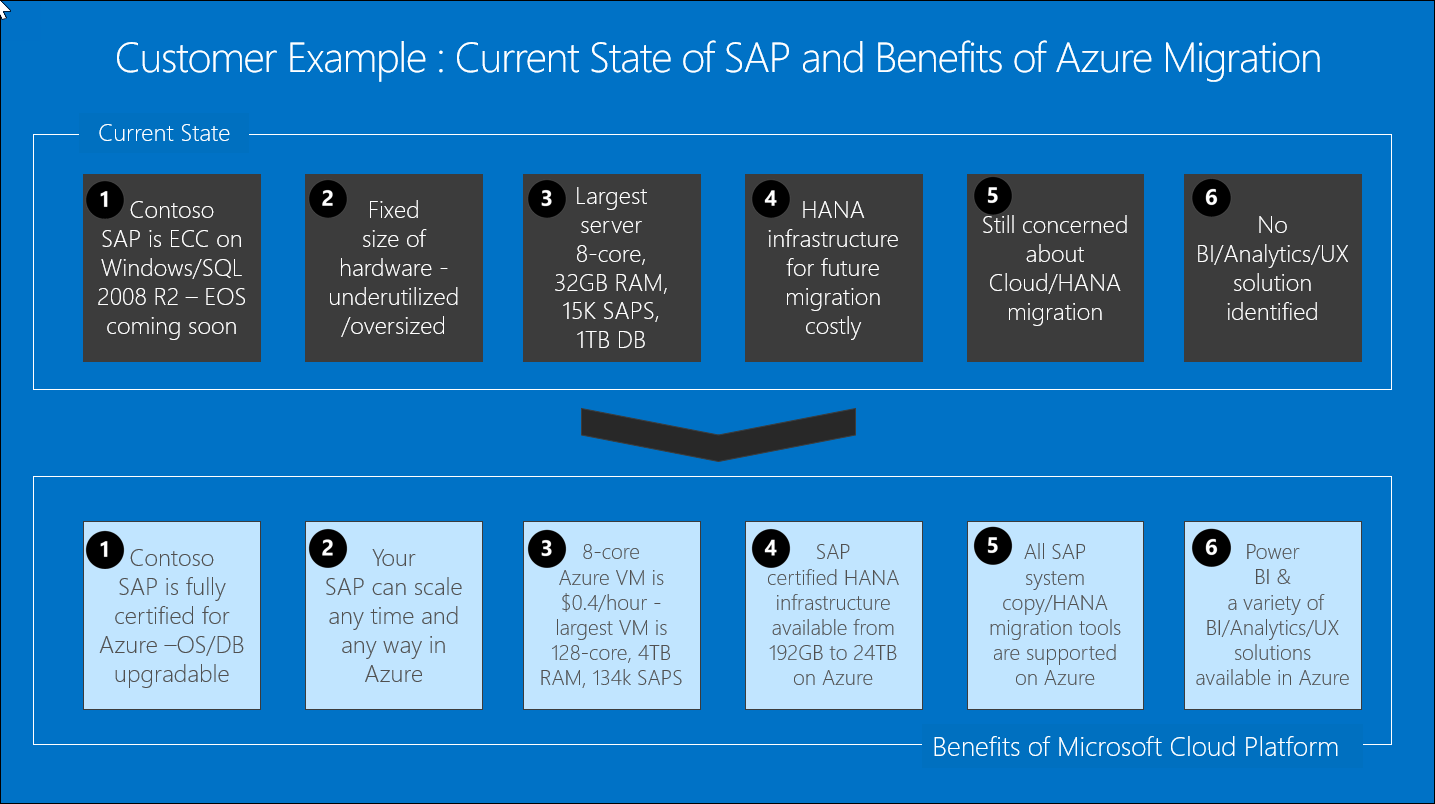 Customer Example : Current State of SAP and Benefits of Azure Migration
Current State
1
Contoso
SAP is ECC on
Windows/SQL
2008 R2 – EOS
coming soon
2
Fixed
size of
hardware -
underutilized
/oversized
3
Largest
server
8-core,
32GB RAM,
15K SAPS,
1TB DB
4
HANA
infrastructure
for future
migration
costly
5
Still concerned
about
Cloud/HANA
migration
6
No
BI/Analytics/UX
solution
identified
1
Contoso
SAP is fully
certified for
Azure –OS/DB
upgradable
2
Your
SAP can scale
any time and
any way in
Azure
3
8-core
Azure VM is
$0.4/hour -
largest VM is
128-core, 4TB
RAM, 134k SAPS
4
SAP
certified HANA
infrastructure
available from
192GB to 24TB
on Azure
5
All SAP
system
copy/HANA
migration tools
are supported
on Azure
6
Power
BI &
a variety of
BI/Analytics/UX
solutions
available in Azure
Benefits of Microsoft Cloud Platform